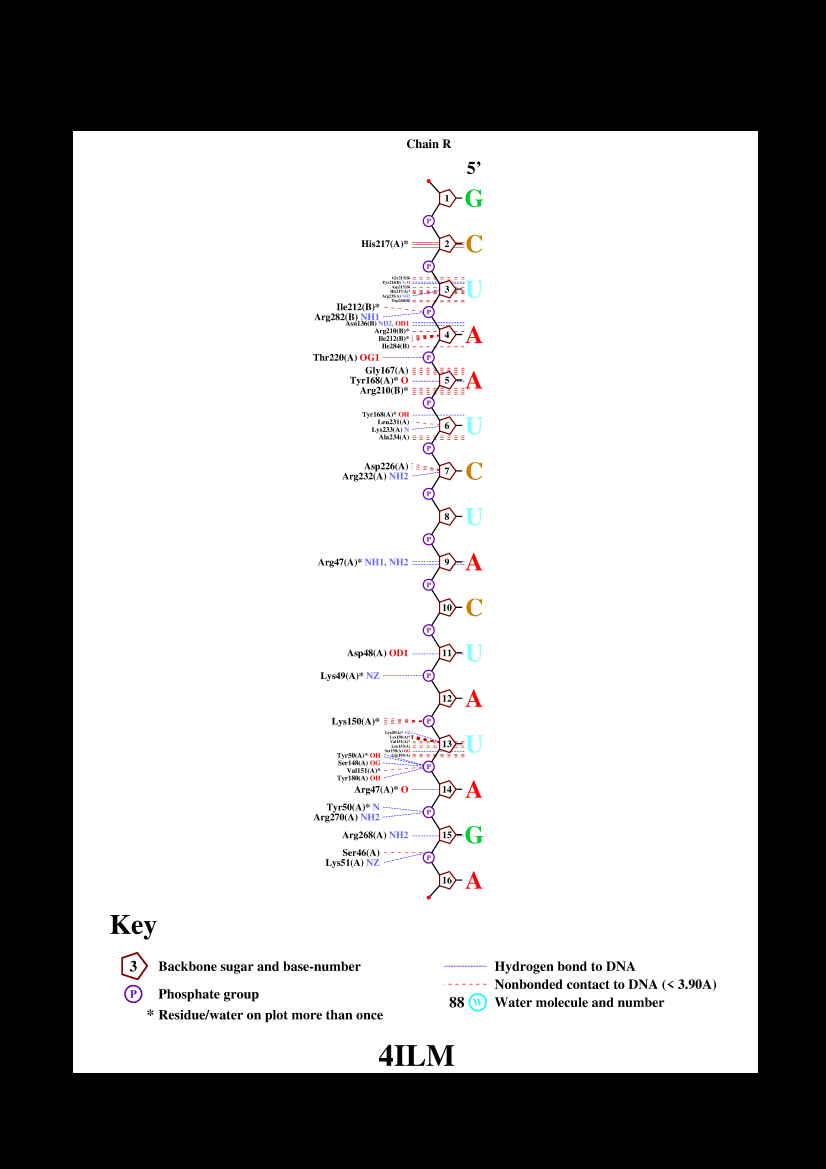 Chain R
5’
1 G
P
His217(A)* 2 C
P
Gly213(B)
3 U
Ile212(B)*
Arg282(B) NH1 P
Asn136(B) ND2, OD1
Arg210(B)*
Ile212(B)* 4 A
Ile284(B)
Thr220(A) OG1 P
Gly167(A)
Tyr168(A)* O 5 A
Arg210(B)*
P
Tyr168(A)* OH
Leu231(A) 6 U
Lys233(A) N
Ala234(A)
P
Asp226(A) 7 C
Arg232(A) NH2
P
8 U
P
Arg47(A)* NH1, NH2 9 A
P
10 C
P
Asp48(A) OD1 11 U
Lys49(A)* NZ P
12 A
Lys150(A)* P
13 U
Tyr50(A)* OH
Ser148(A) OG P
Val151(A)*
Tyr180(A) OH
Arg47(A)* O 14 A
Tyr50(A)* N P
Arg270(A) NH2
Arg268(A) NH2 15 G
Ser46(A) P
Lys51(A) NZ
16 A
Key
3 Backbone sugar and base-number
P Phosphate group
* Residue/water on plot more than once
Hydrogen bond to DNA
Nonbonded contact to DNA (< 3.90A)
88 W Water molecule and number
4ILM